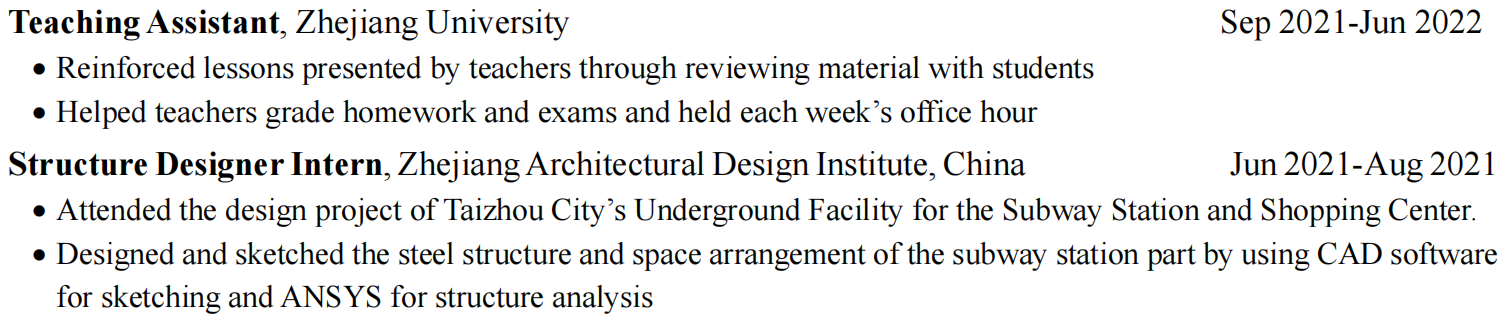 Teaching Assistant, Zhejiang University Sep 2021-Jun 2022
• Reinforced lessons presented by teachers through reviewing material with students
• Helped teachers grade homework and exams and held each week’s office hour
Structure Designer Intern, Zhejiang Architectural Design Institute, China Jun 2021-Aug 2021
• Attended the design project of Taizhou City’s Underground Facility for the Subway Station and Shopping Center.
• Designed and sketched the steel structure and space arrangement of the subway station part by using CAD software
for sketching and ANSYS for structure analysis